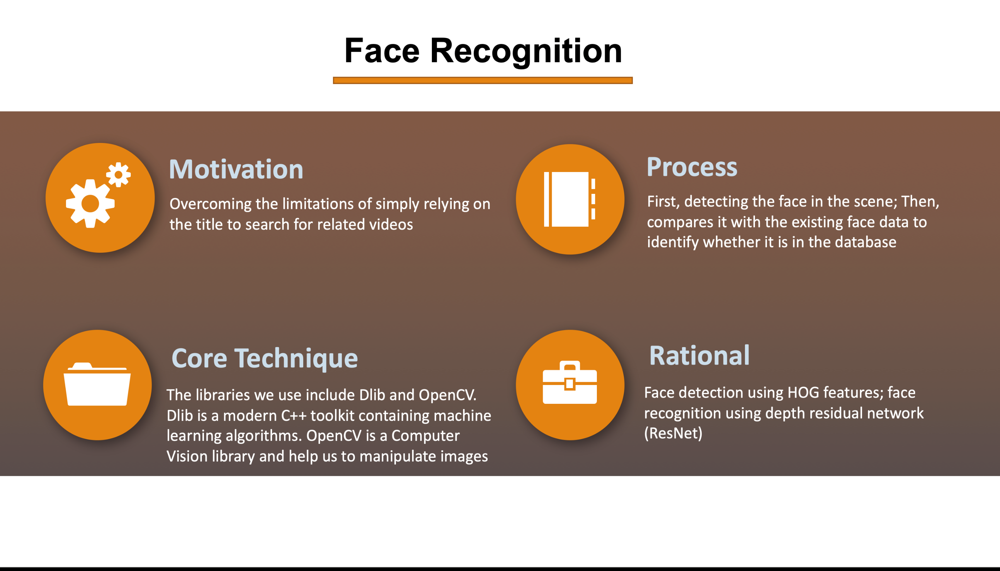 Face Recognition
Motivation
Overcoming the limitations of simply relying on
the title to search for related videos
Process
First, detecting the face in the scene; Then,
compares it with the existing face data to
identify whether it is in the database
Core Technique
The libraries we use include Dlib and OpenCV.
Dlib is a modern C++ toolkit containing machine
learning algorithms. OpenCV is a Computer
Vision library and help us to manipulate images
Rational
Face detection using HOG features; face
recognition using depth residual network
(ResNet)